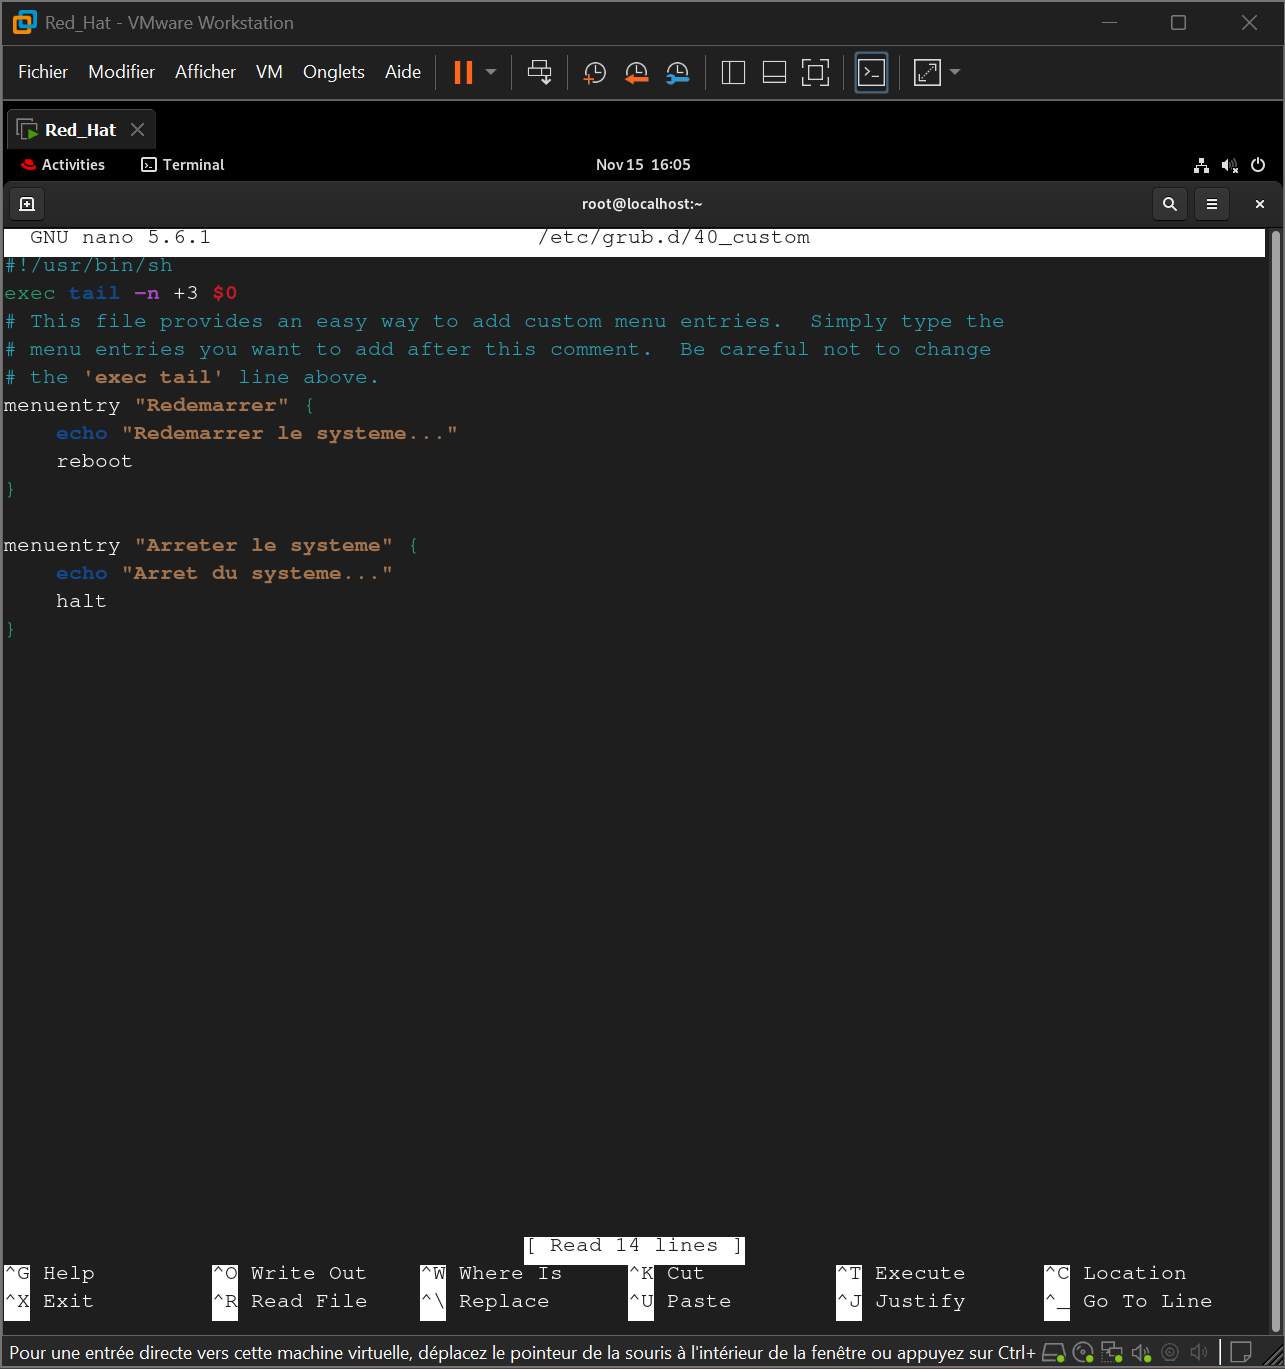 Red_Hat - VMware Workstation
Fichier Modifier Afficher VM Onglets Aide
Red_Hat
Activities Terminal Nov 15 16:05
root@localhost:~
GNU nano 5.6.1 /etc/grub.d/40_custom
#!/usr/bin/sh
exec tail -n +3 $0
# This file provides an easy way to add custom menu entries.  Simply type the
# menu entries you want to add after this comment.  Be careful not to change
# the 'exec tail' line above.
menuentry "Redemarrer" {
    echo "Redemarrer le systeme..."
    reboot
}
menuentry "Arreter le systeme" {
    echo "Arret du systeme..."
    halt
}
[ Read 14 lines ]
^G Help ^O Write Out ^W Where Is ^K Cut ^T Execute ^C Location
^X Exit ^R Read File ^\ Replace ^U Paste ^J Justify ^_ Go To Line
Pour une entrée directe vers cette machine virtuelle, déplacez le pointeur de la souris à l'intérieur de la fenêtre ou appuyez sur Ctrl+